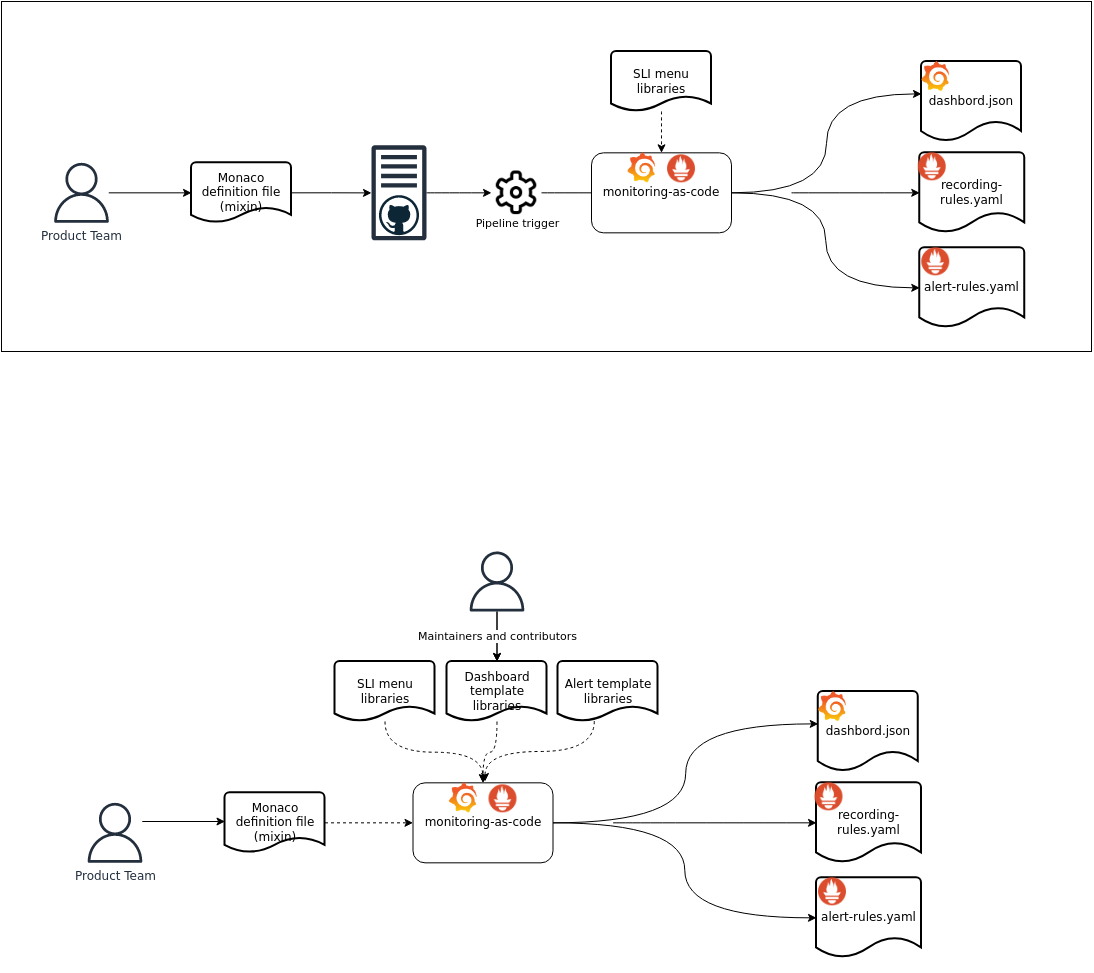 SLI menu
libraries
dashbord.json
Monaco
definition file
(mixin)
recording-
rules.yaml
monitoring-as-code
Pipeline trigger
Product Team
alert-rules.yaml
Maintainers and contributors
SLI menu
libraries
Dashboard
template
libraries
Alert template
libraries
dashbord.json
Monaco
definition file
(mixin)
monitoring-as-code
recording-
rules.yaml
Product Team
alert-rules.yaml